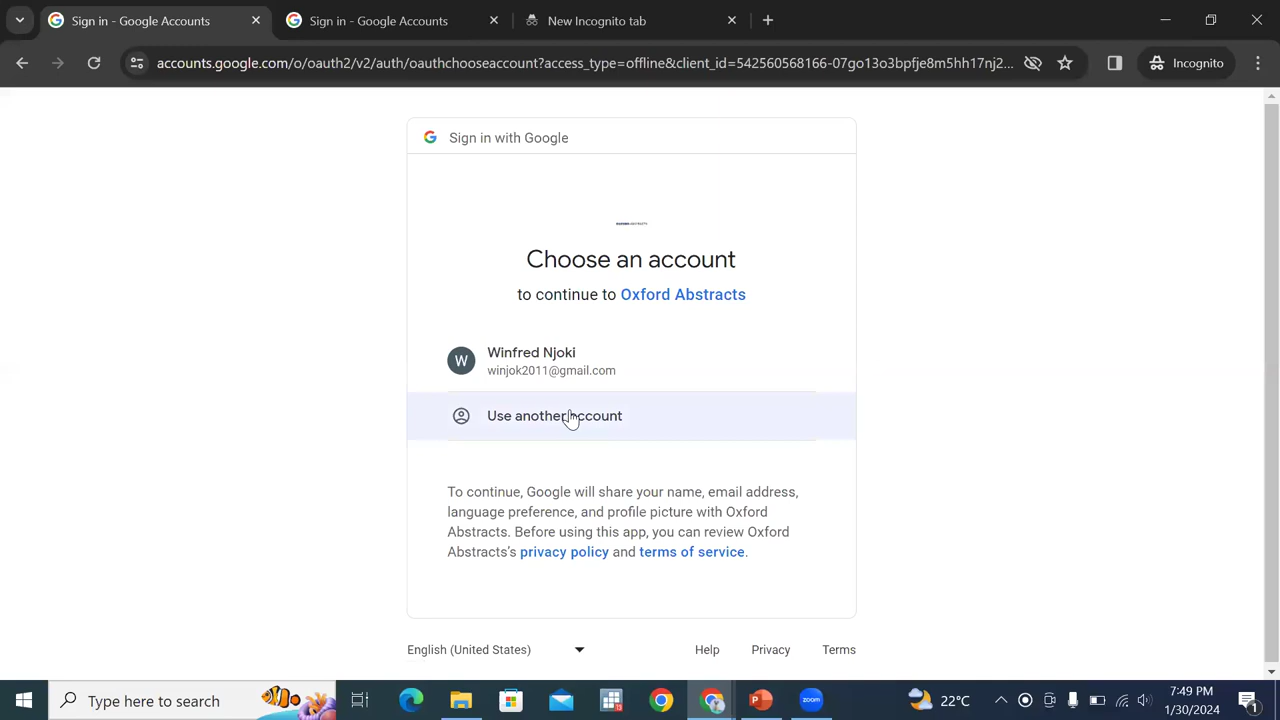 Sign in - Google Accounts
Sign in - Google Accounts
New Incognito tab
accounts.google.com/o/oauth2/v2/auth/oauthchooseaccount?access_type=offline&client_id=542560568166-07go13o3bpfje8m5hh17nj2...
Incognito
Sign in with Google
Choose an account
to continue to Oxford Abstracts
W
Winfred Njoki
winjok2011@gmail.com
Use another account
To continue, Google will share your name, email address,
language preference, and profile picture with Oxford
Abstracts. Before using this app, you can review Oxford
Abstracts's privacy policy and terms of service.
English (United States)
Help
Privacy
Terms
Type here to search
zoom
22°C
7:49 PM
1/30/2024
1